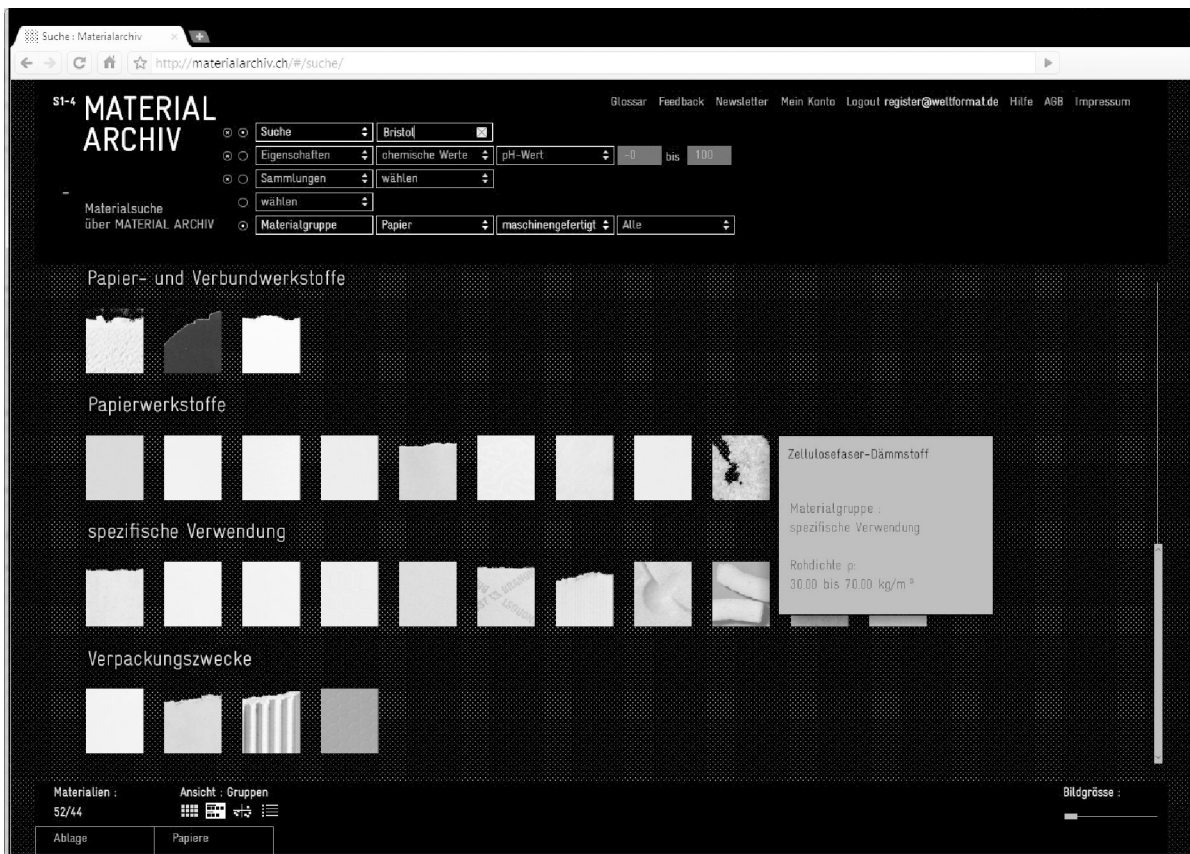 Suche : Materialarchiv
http://materialarchiv.ch/#/suche/
S1-4 MATERIAL ARCHIV
Glossar Feedback Newsletter Mein Konto Logout register@weltformat.de Hilfe AGB Impressum
Suche Bristol
Eigenschaften chemische Werte pH-Wert -0 bis 100
Sammlungen wählen
wählen
Materialsuche
über MATERIAL ARCHIV
Materialgruppe Papier maschinengefertigt Alle
Papier- und Verbundwerkstoffe
Papierwerkstoffe
Zellulosefaser-Dämmstoff
Materialgruppe :
spezifische Verwendung
Rohdichte ρ:
30.00 bis 70.00 kg/m³
spezifische Verwendung
Verpackungszwecke
Materialien :
52/44
Ansicht : Gruppen
Bildgrösse :
Ablage Papiere